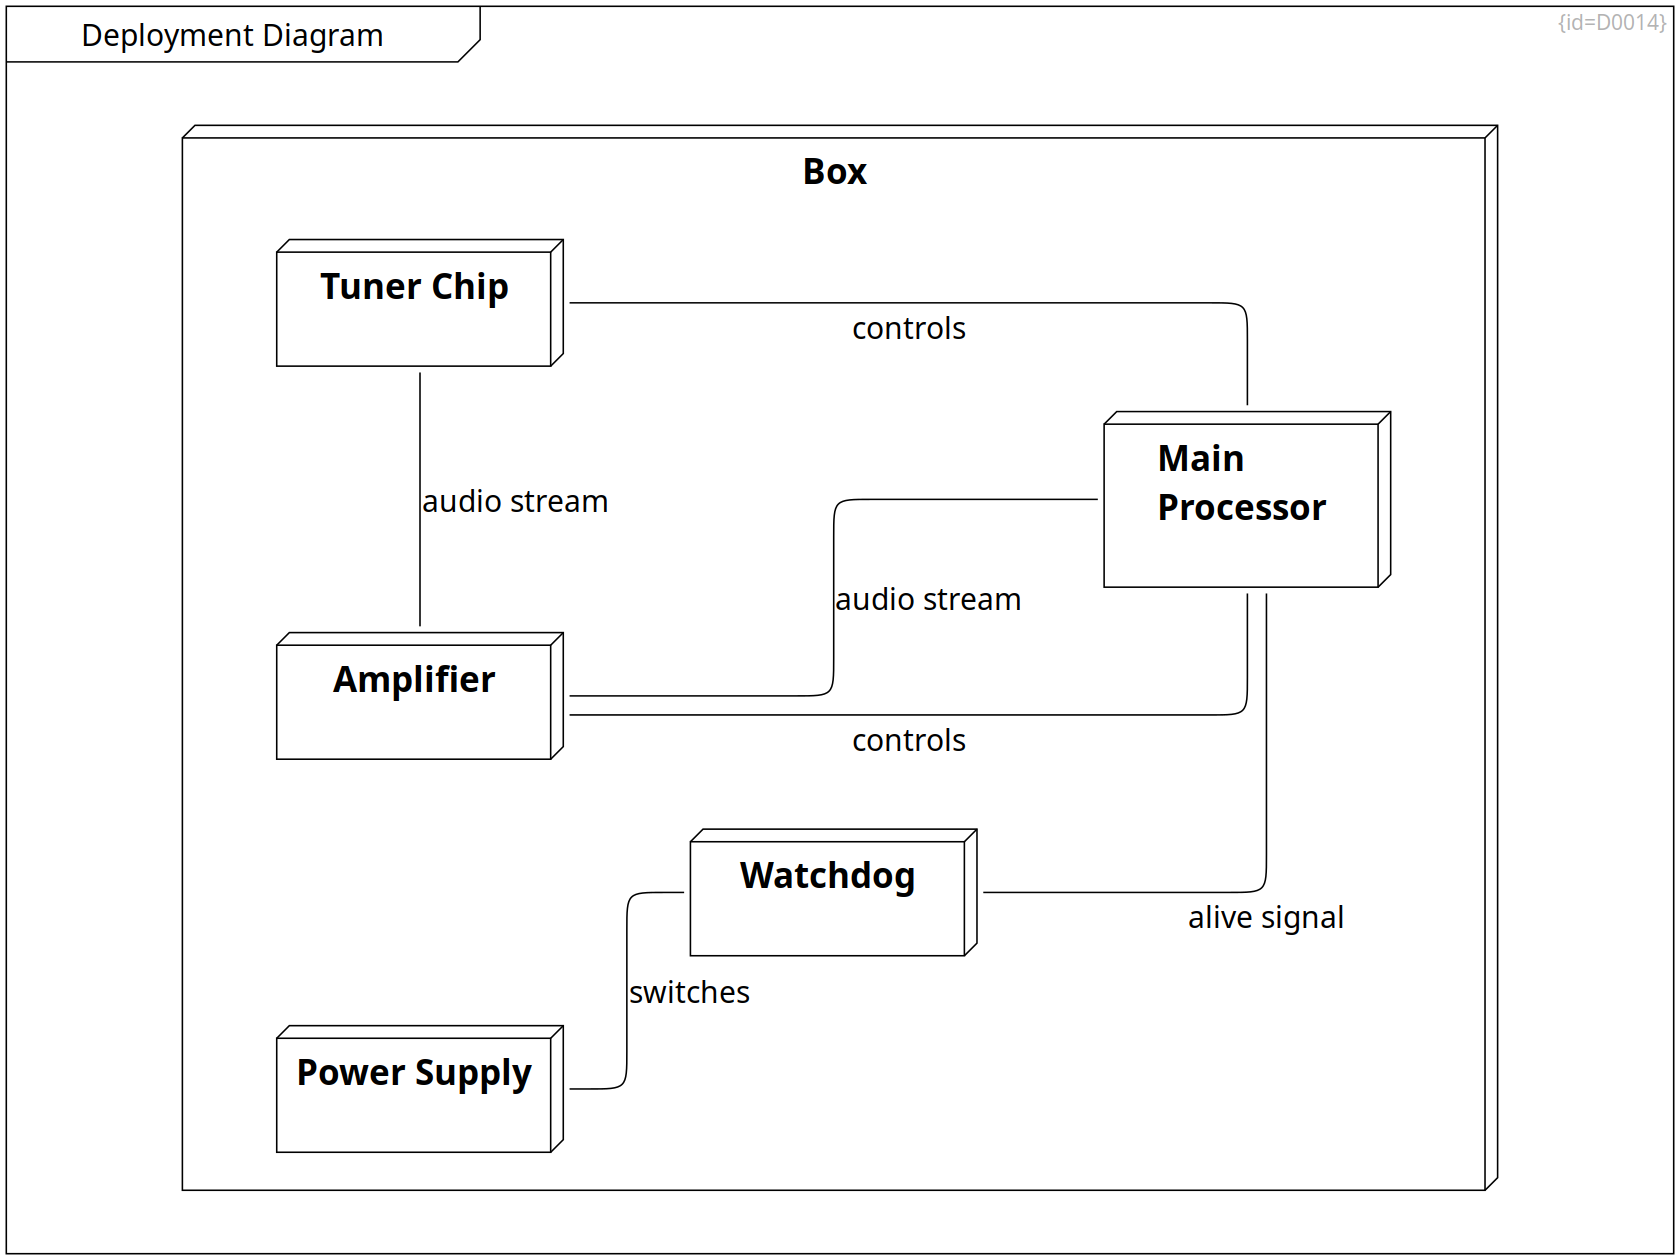 Deployment Diagram
{id=D0014}
Box
Tuner Chip
controls
Main
Processor
audio stream
audio stream
Amplifier
controls
Watchdog
alive signal
switches
Power Supply